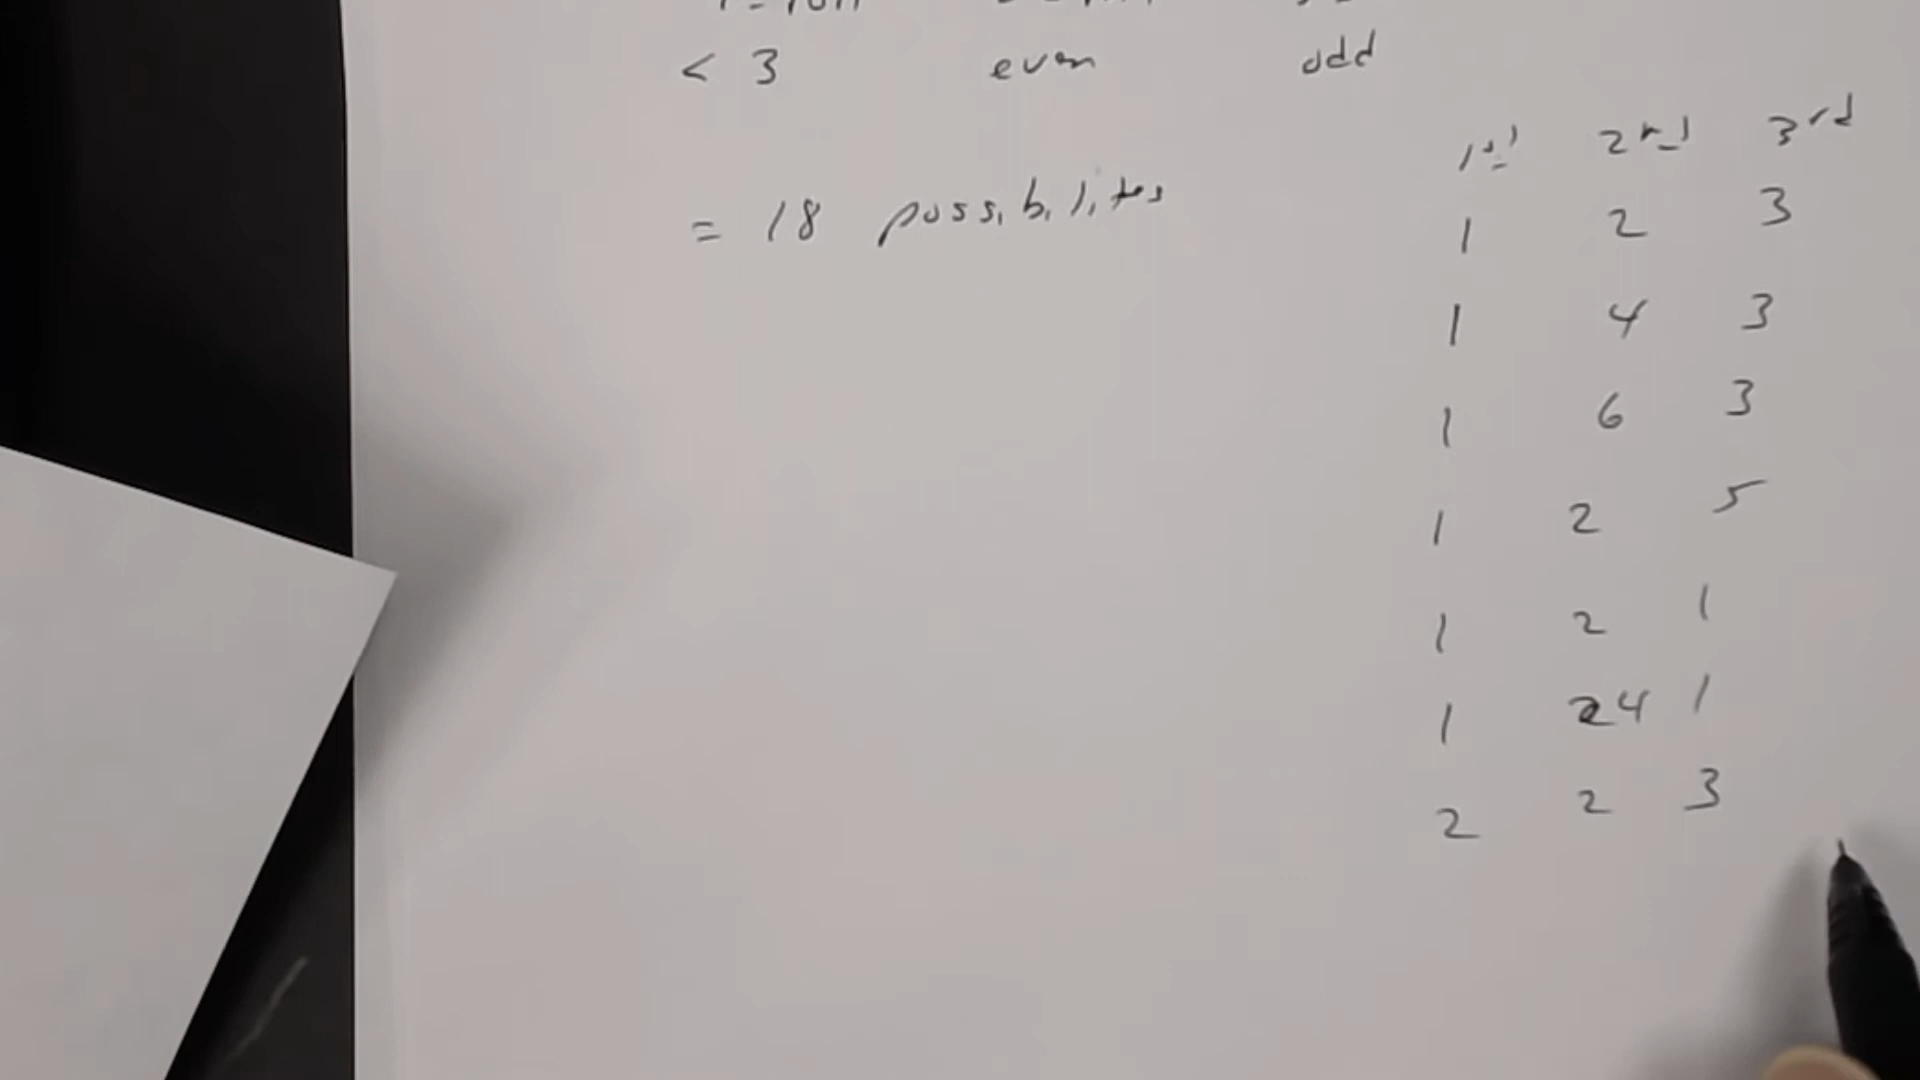 < 3 even odd
1st 2nd 3rd
= 18 possibilites
1 2 3
1 4 3
1 6 3
1 2 5
1 2 1
1 4 1
2 2 3